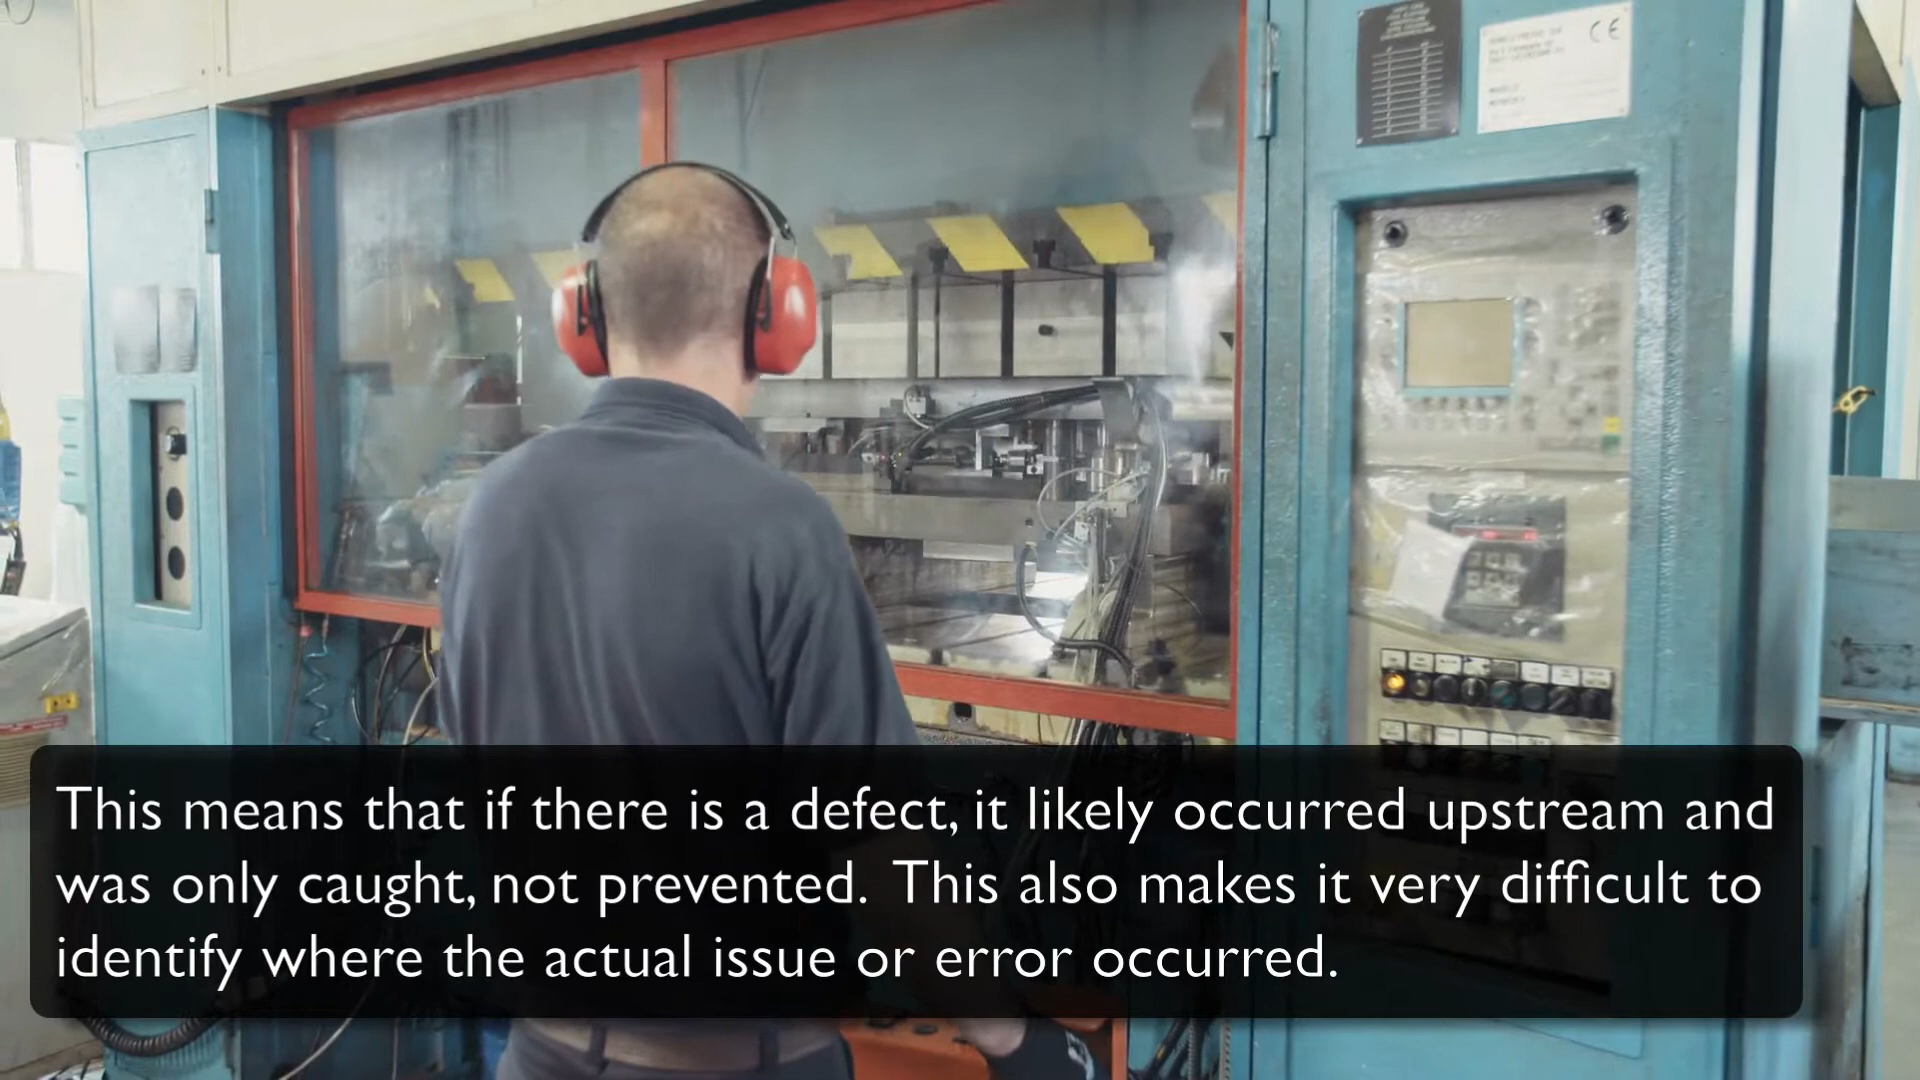 CE
This means that if there is a defect, it likely occurred upstream and
was only caught, not prevented. This also makes it very difficult to
identify where the actual issue or error occurred.